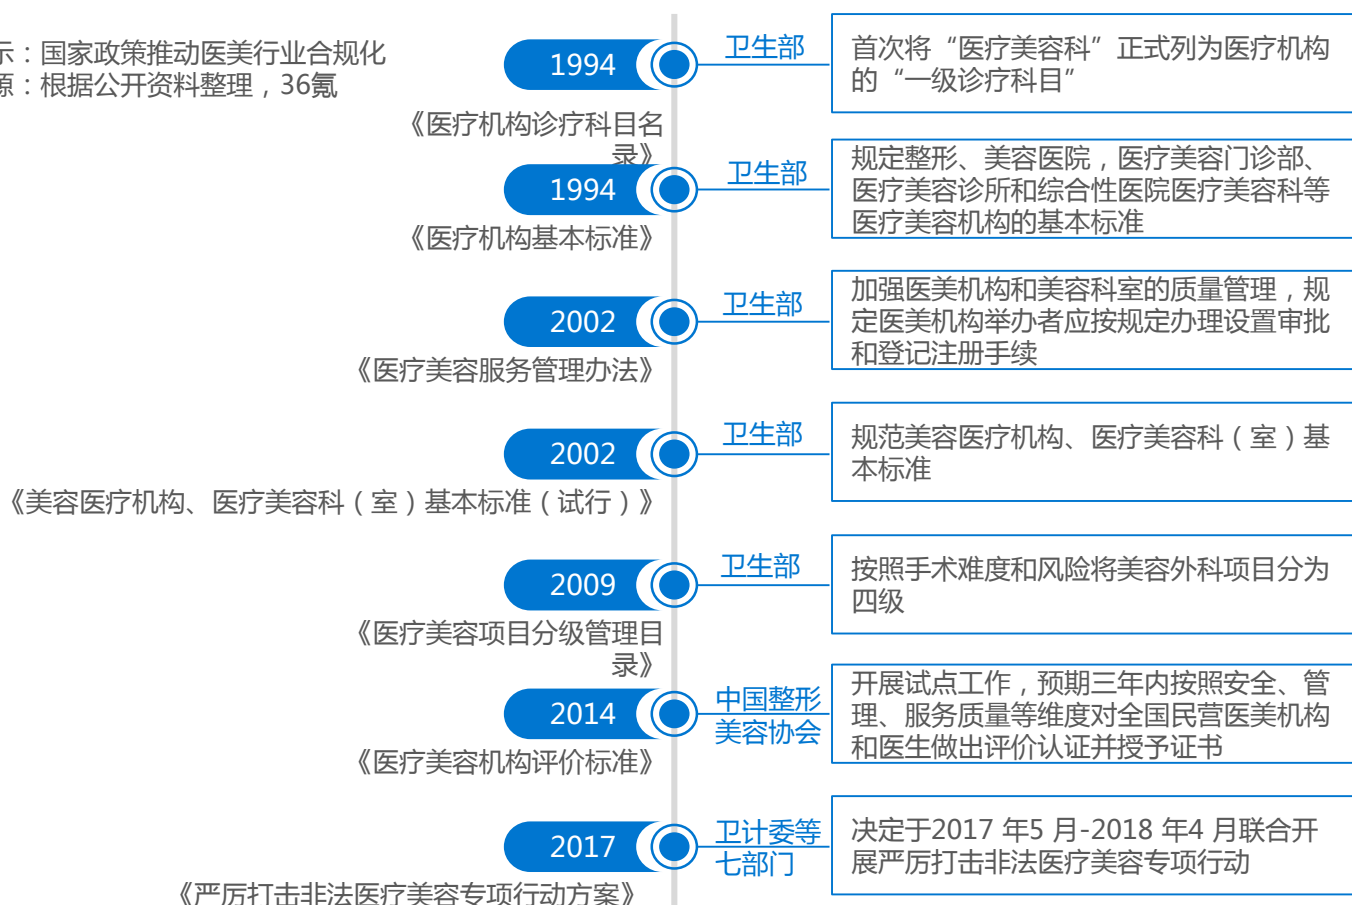 示：国家政策推动医美行业合规化
源：根据公开资料整理，36氪
1994
卫生部
首次将“医疗美容科”正式列为医疗机构
的“一级诊疗科目”
《医疗机构诊疗科目名
录》
1994
卫生部
规定整形、美容医院，医疗美容门诊部、
医疗美容诊所和综合性医院医疗美容科等
医疗美容机构的基本标准
《医疗机构基本标准》
2002
卫生部
加强医美机构和美容科室的质量管理，规
定医美机构举办者应按规定办理设置审批
和登记注册手续
《医疗美容服务管理办法》
2002
卫生部
规范美容医疗机构、医疗美容科（室）基
本标准
《美容医疗机构、医疗美容科（室）基本标准（试行）》
2009
卫生部
按照手术难度和风险将美容外科项目分为
四级
《医疗美容项目分级管理目
录》
2014
中国整形
美容协会
开展试点工作，预期三年内按照安全、管
理、服务质量等维度对全国民营医美机构
和医生做出评价认证并授予证书
《医疗美容机构评价标准》
2017
卫计委等
七部门
决定于2017 年5 月-2018 年4 月联合开
展严厉打击非法医疗美容专项行动
《严厉打击非法医疗美容专项行动方案》